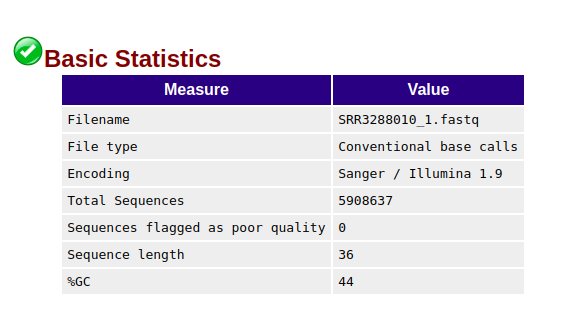 Basic Statistics
Measure Value
Filename SRR3288010_1.fastq
File type Conventional base calls
Encoding Sanger / Illumina 1.9
Total Sequences 5908637
Sequences flagged as poor quality 0
Sequence length 36
%GC 44